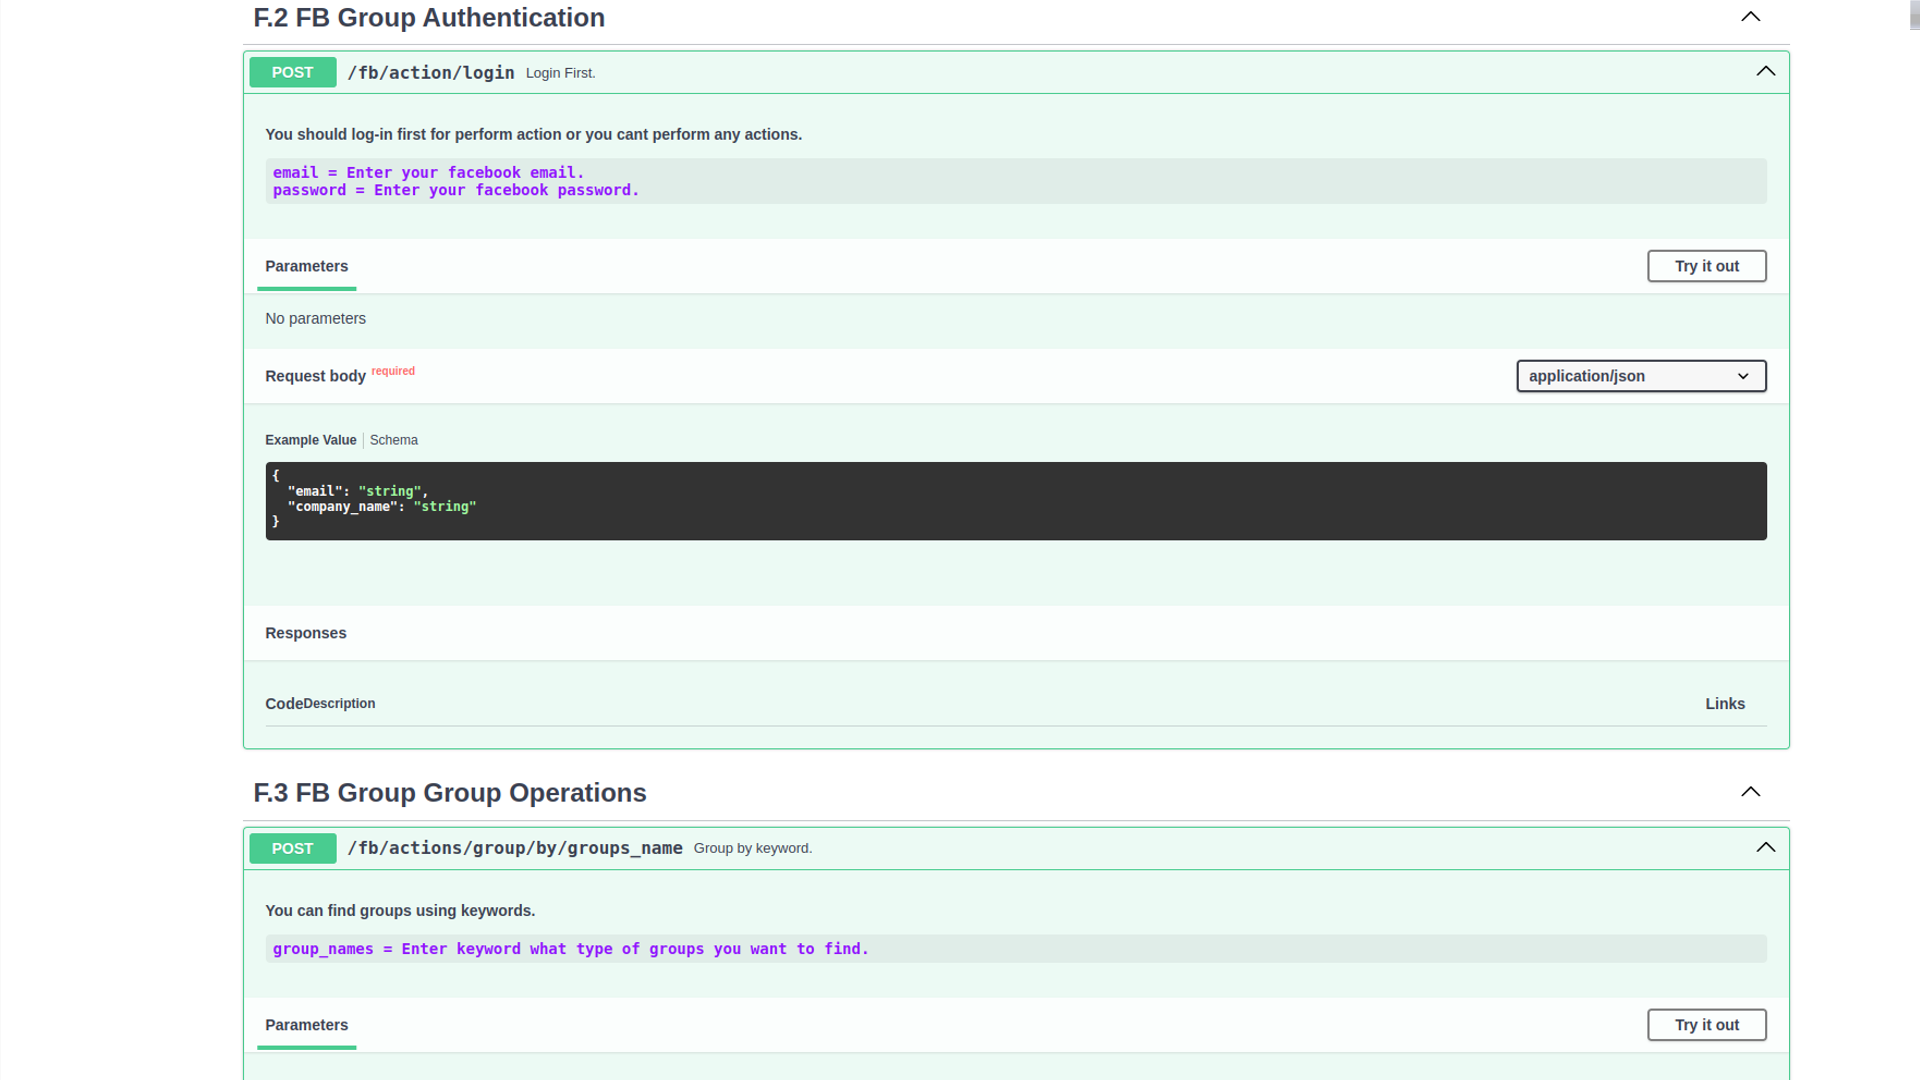 F.2 FB Group Authentication
POST /fb/action/login Login First.
You should log-in first for perform action or you cant perform any actions.
email = Enter your facebook email.
password = Enter your facebook password.
Parameters
Try it out
No parameters
Request body required
application/json
Example Value Schema
{
"email": "string",
"company_name": "string"
}
Responses
Code Description Links
F.3 FB Group Group Operations
POST /fb/actions/group/by/groups_name Group by keyword.
You can find groups using keywords.
group_names = Enter keyword what type of groups you want to find.
Parameters
Try it out